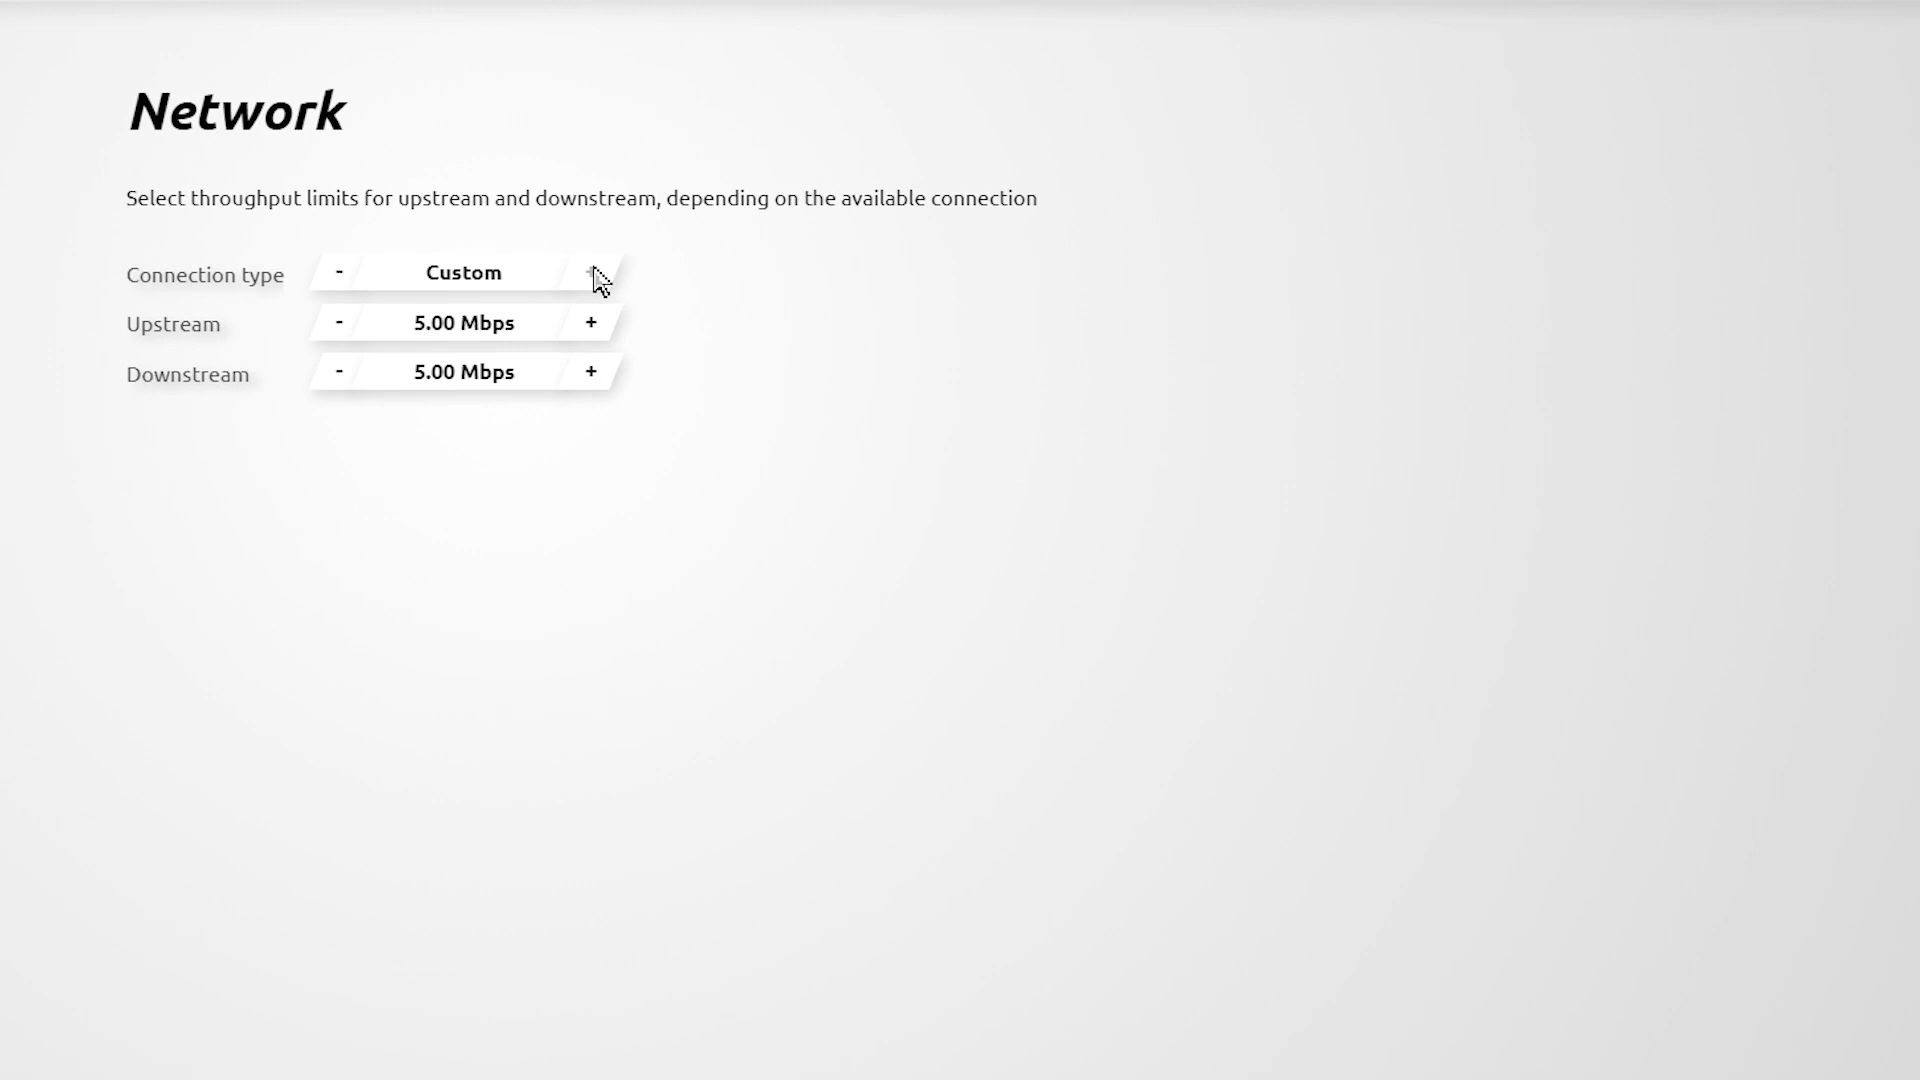 Network
Select throughput limits for upstream and downstream, depending on the available connection
Connection type - Custom +
Upstream - 5.00 Mbps +
Downstream - 5.00 Mbps +